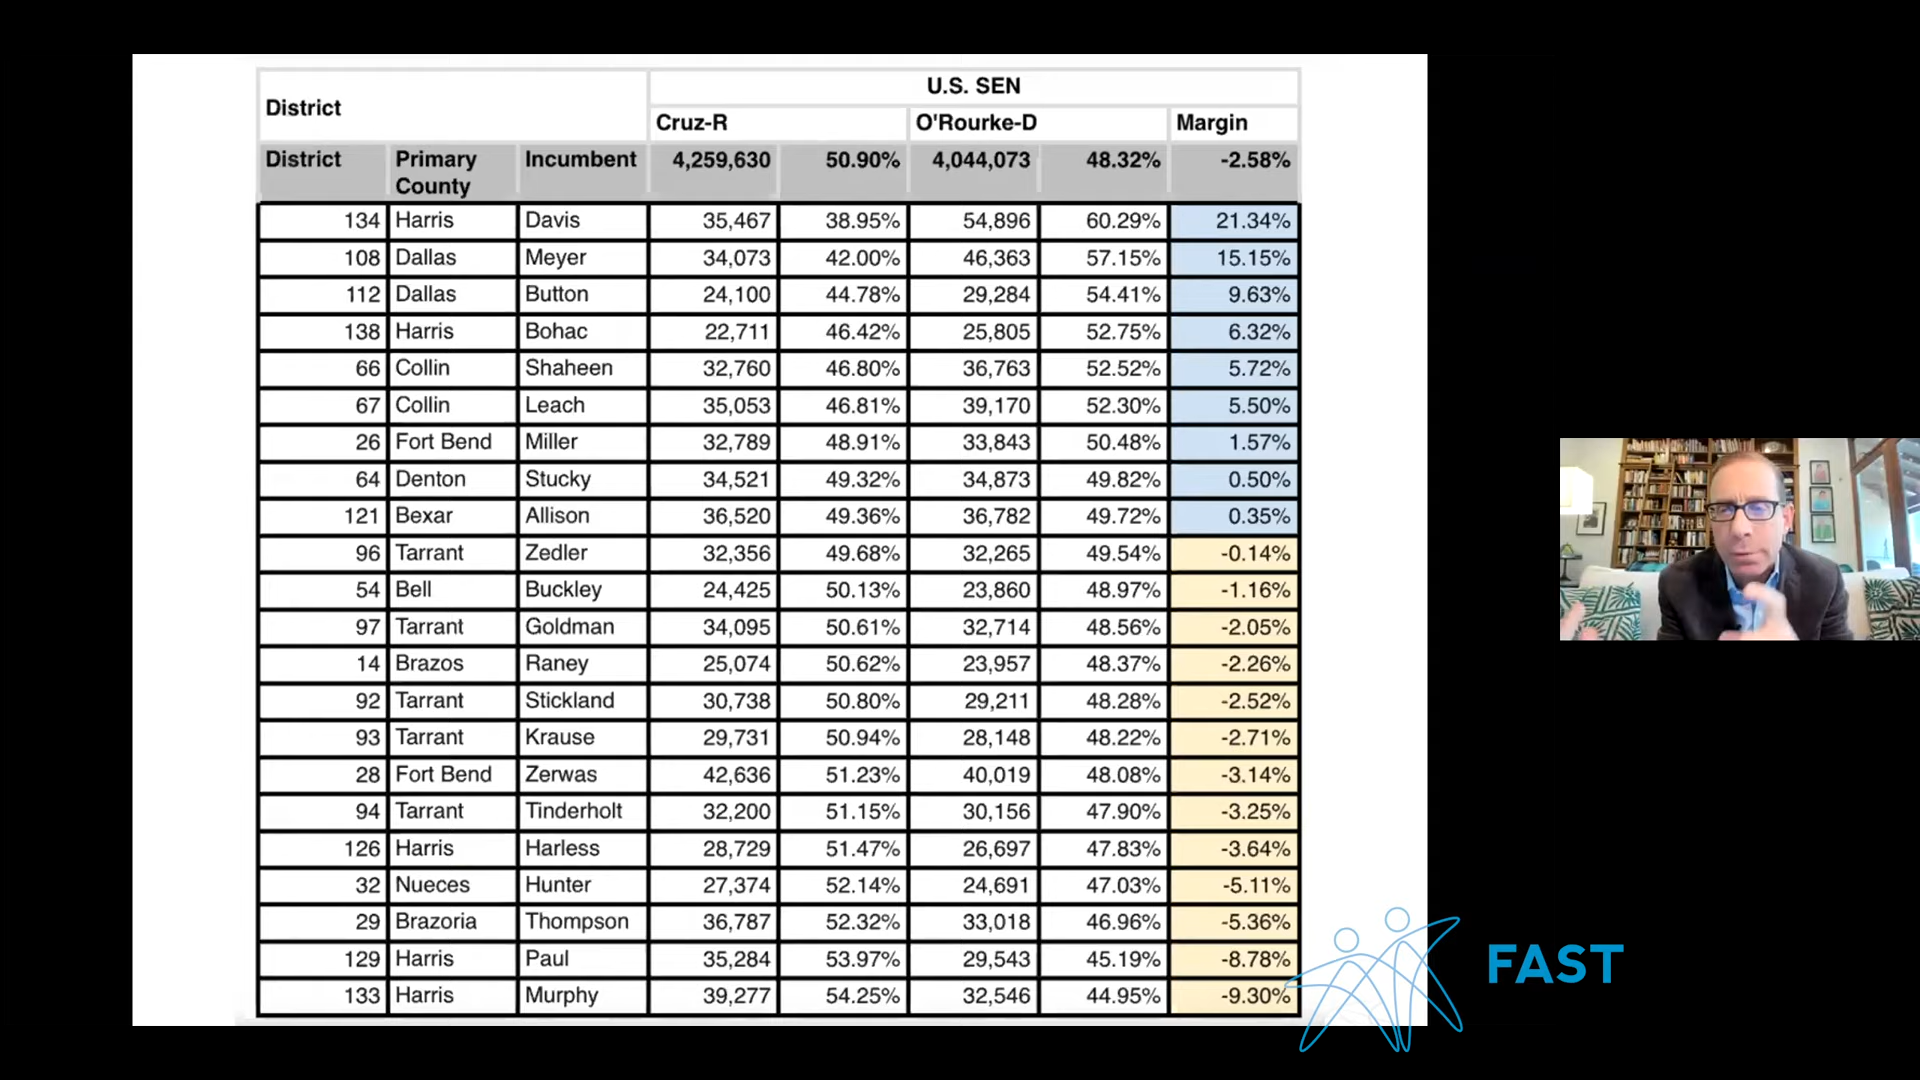 U.S. SEN
District
Cruz-R O'Rourke-D Margin
District Primary County Incumbent 4,259,630 50.90% 4,044,073 48.32% -2.58%
134 Harris Davis 35,467 38.95% 54,896 60.29% 21.34%
108 Dallas Meyer 34,073 42.00% 46,363 57.15% 15.15%
112 Dallas Button 24,100 44.78% 29,284 54.41% 9.63%
138 Harris Bohac 22,711 46.42% 25,805 52.75% 6.32%
66 Collin Shaheen 32,760 46.80% 36,763 52.52% 5.72%
67 Collin Leach 35,053 46.81% 39,170 52.30% 5.50%
26 Fort Bend Miller 32,789 48.91% 33,843 50.48% 1.57%
64 Denton Stucky 34,521 49.32% 34,873 49.82% 0.50%
121 Bexar Allison 36,520 49.36% 36,782 49.72% 0.35%
96 Tarrant Zedler 32,356 49.68% 32,265 49.54% -0.14%
54 Bell Buckley 24,425 50.13% 23,860 48.97% -1.16%
97 Tarrant Goldman 34,095 50.61% 32,714 48.56% -2.05%
14 Brazos Raney 25,074 50.62% 23,957 48.37% -2.26%
92 Tarrant Stickland 30,738 50.80% 29,211 48.28% -2.52%
93 Tarrant Krause 29,731 50.94% 28,148 48.22% -2.71%
28 Fort Bend Zerwas 42,636 51.23% 40,019 48.08% -3.14%
94 Tarrant Tinderholt 32,200 51.15% 30,156 47.90% -3.25%
126 Harris Harless 28,729 51.47% 26,697 47.83% -3.64%
32 Nueces Hunter 27,374 52.14% 24,691 47.03% -5.11%
29 Brazoria Thompson 36,787 52.32% 33,018 46.96% -5.36%
129 Harris Paul 35,284 53.97% 29,543 45.19% -8.78%
133 Harris Murphy 39,277 54.25% 32,546 44.95% -9.30%
FAST